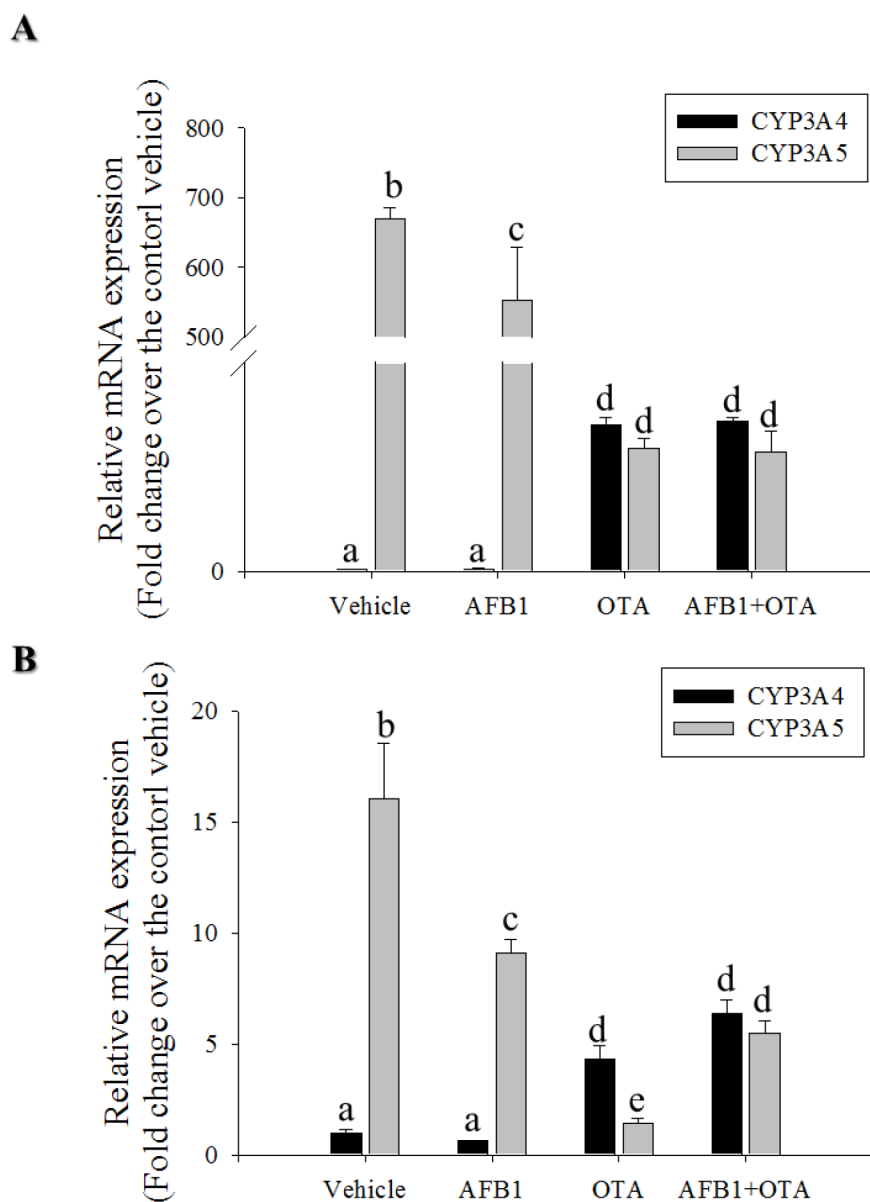 A
Relative mRNA expression
(Fold change over the contorl vehicle)
CYP3A4
CYP3A5
800
700
600
500
0
a
b
a
c
d
d
d
d
Vehicle
AFB1
OTA
AFB1+OTA
B
Relative mRNA expression
(Fold change over the contorl vehicle)
CYP3A4
CYP3A5
20
15
10
5
0
a
b
a
c
d
e
d
d
Vehicle
AFB1
OTA
AFB1+OTA